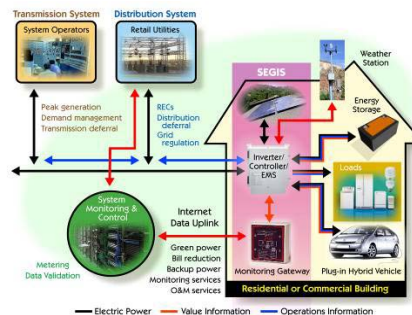 Transmission System
System Operators
Distribution System
Retail Utilities
Peak generation
Demand management
Transmission deferral
RECs
Distribution
deferral
Grid
regulation
SEGIS
Weather
Station
Energy
Storage
Inverter/
Controller/
EMS
Loads
System
Monitoring &
Control
Internet
Data Uplink
Green power
Bill reduction
Backup power
Monitoring services
O&M services
Metering
Data Validation
Monitoring Gateway
Plug-in Hybrid Vehicle
Residential or Commercial Building
Electric Power
Value Information
Operations Information